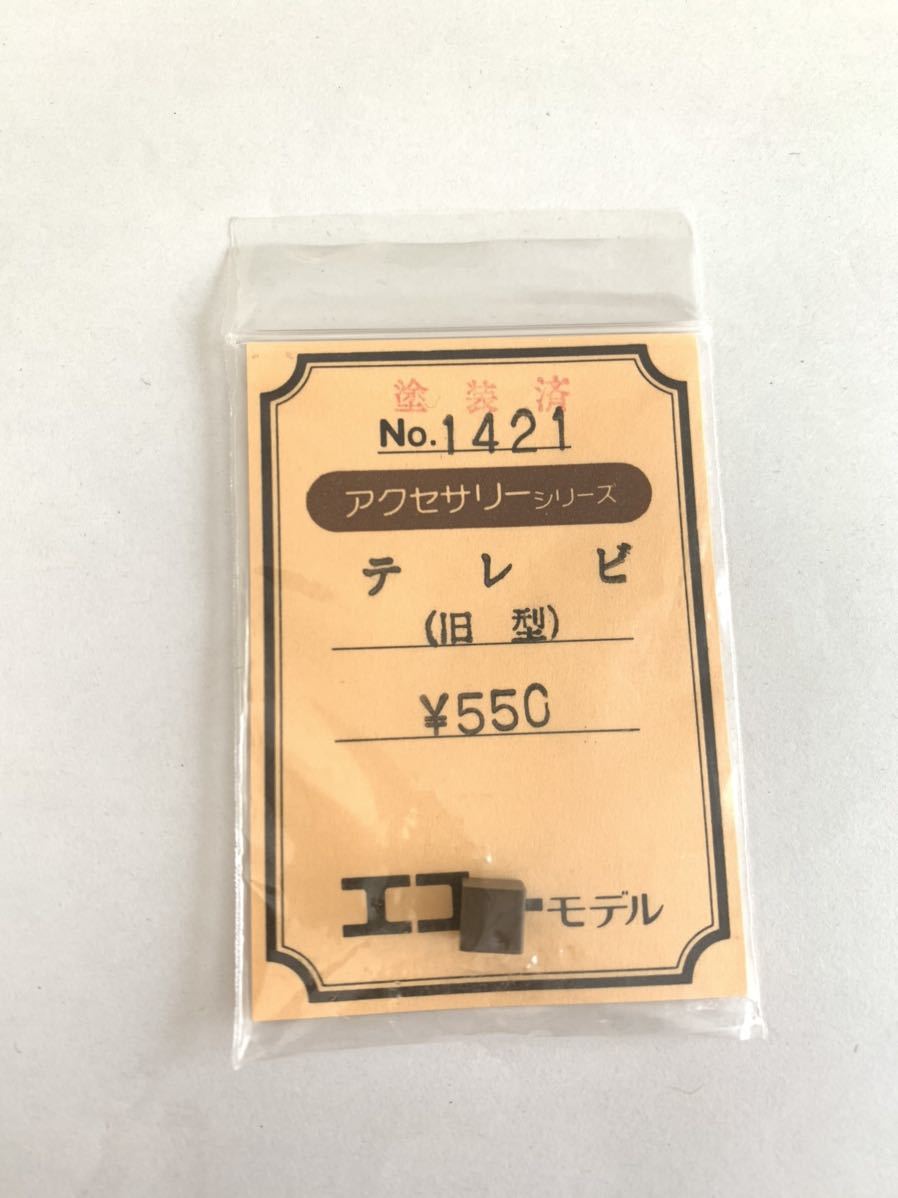 塗装済
No.1421
アクセサリーシリーズ
テレビ
(旧型)
¥550
エコーモデル